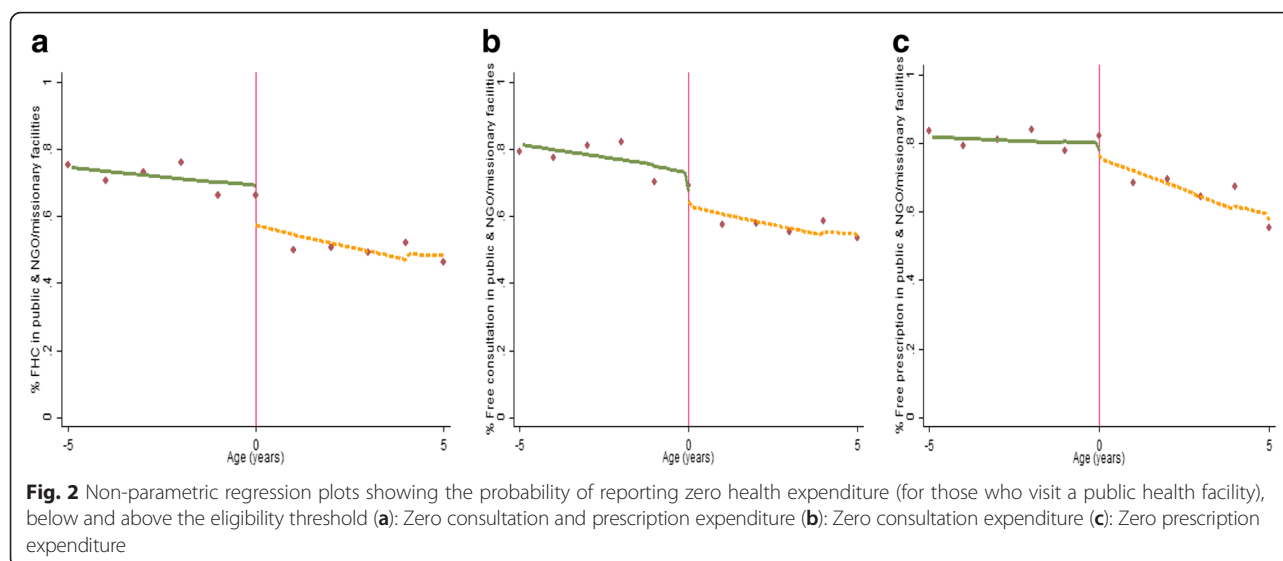 a
b
c
% FHC in public & NGO/missionary facilities
0 .2 .4 .6 .8 1
-5 0 5
Age (years)
% Free consultation in public & NGO/missionary facilities
0 .2 .4 .6 .8 1
-5 0 5
Age (years)
% Free prescription in public & NGO/missionary facilities
0 .2 .4 .6 .8 1
-5 0 5
Age (years)
Fig. 2 Non-parametric regression plots showing the probability of reporting zero health expenditure (for those who visit a public health facility),
below and above the eligibility threshold (a): Zero consultation and prescription expenditure (b): Zero consultation expenditure (c): Zero prescription
expenditure